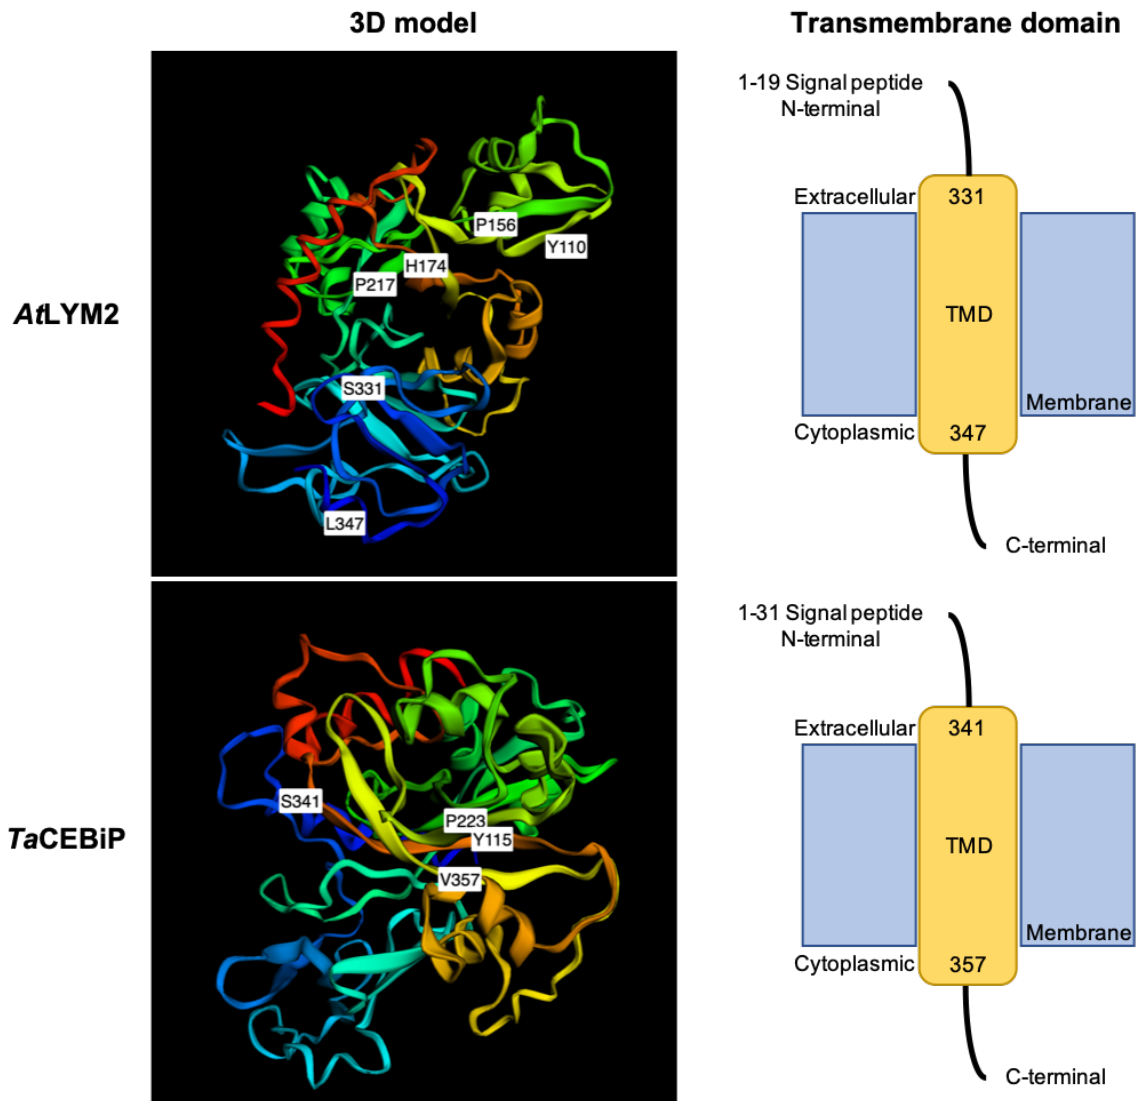 3D model
Transmembrane domain
AtLYM2
P156
Y110
H174
P217
S331
L347
1-19 Signal peptide
N-terminal
Extracellular
331
TMD
Membrane
Cytoplasmic
347
C-terminal
TaCEBiP
S341
P223
Y115
V357
1-31 Signal peptide
N-terminal
Extracellular
341
TMD
Membrane
Cytoplasmic
357
C-terminal